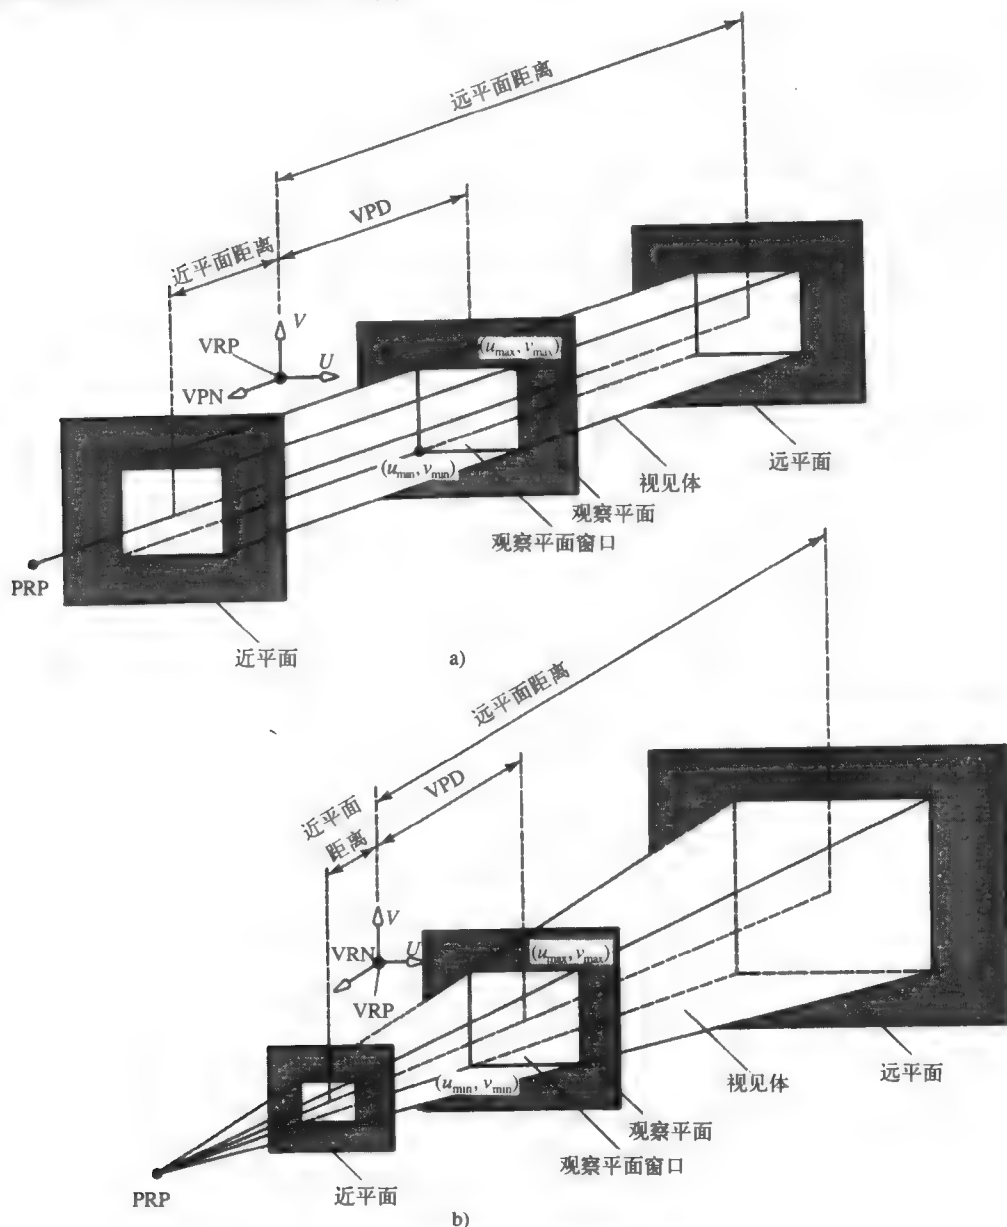 远平面距离
VPD
近平面距离
V
VRP
U
VPN
(u_max, v_max)
(u_min, v_min)
远平面
视见体
观察平面
观察平面窗口
PRP
近平面
a)
远平面距离
VPD
近平面
距离
V
VRN
U
VRP
(u_max, v_max)
(u_min, v_min)
远平面
视见体
观察平面
观察平面窗口
PRP
近平面
b)